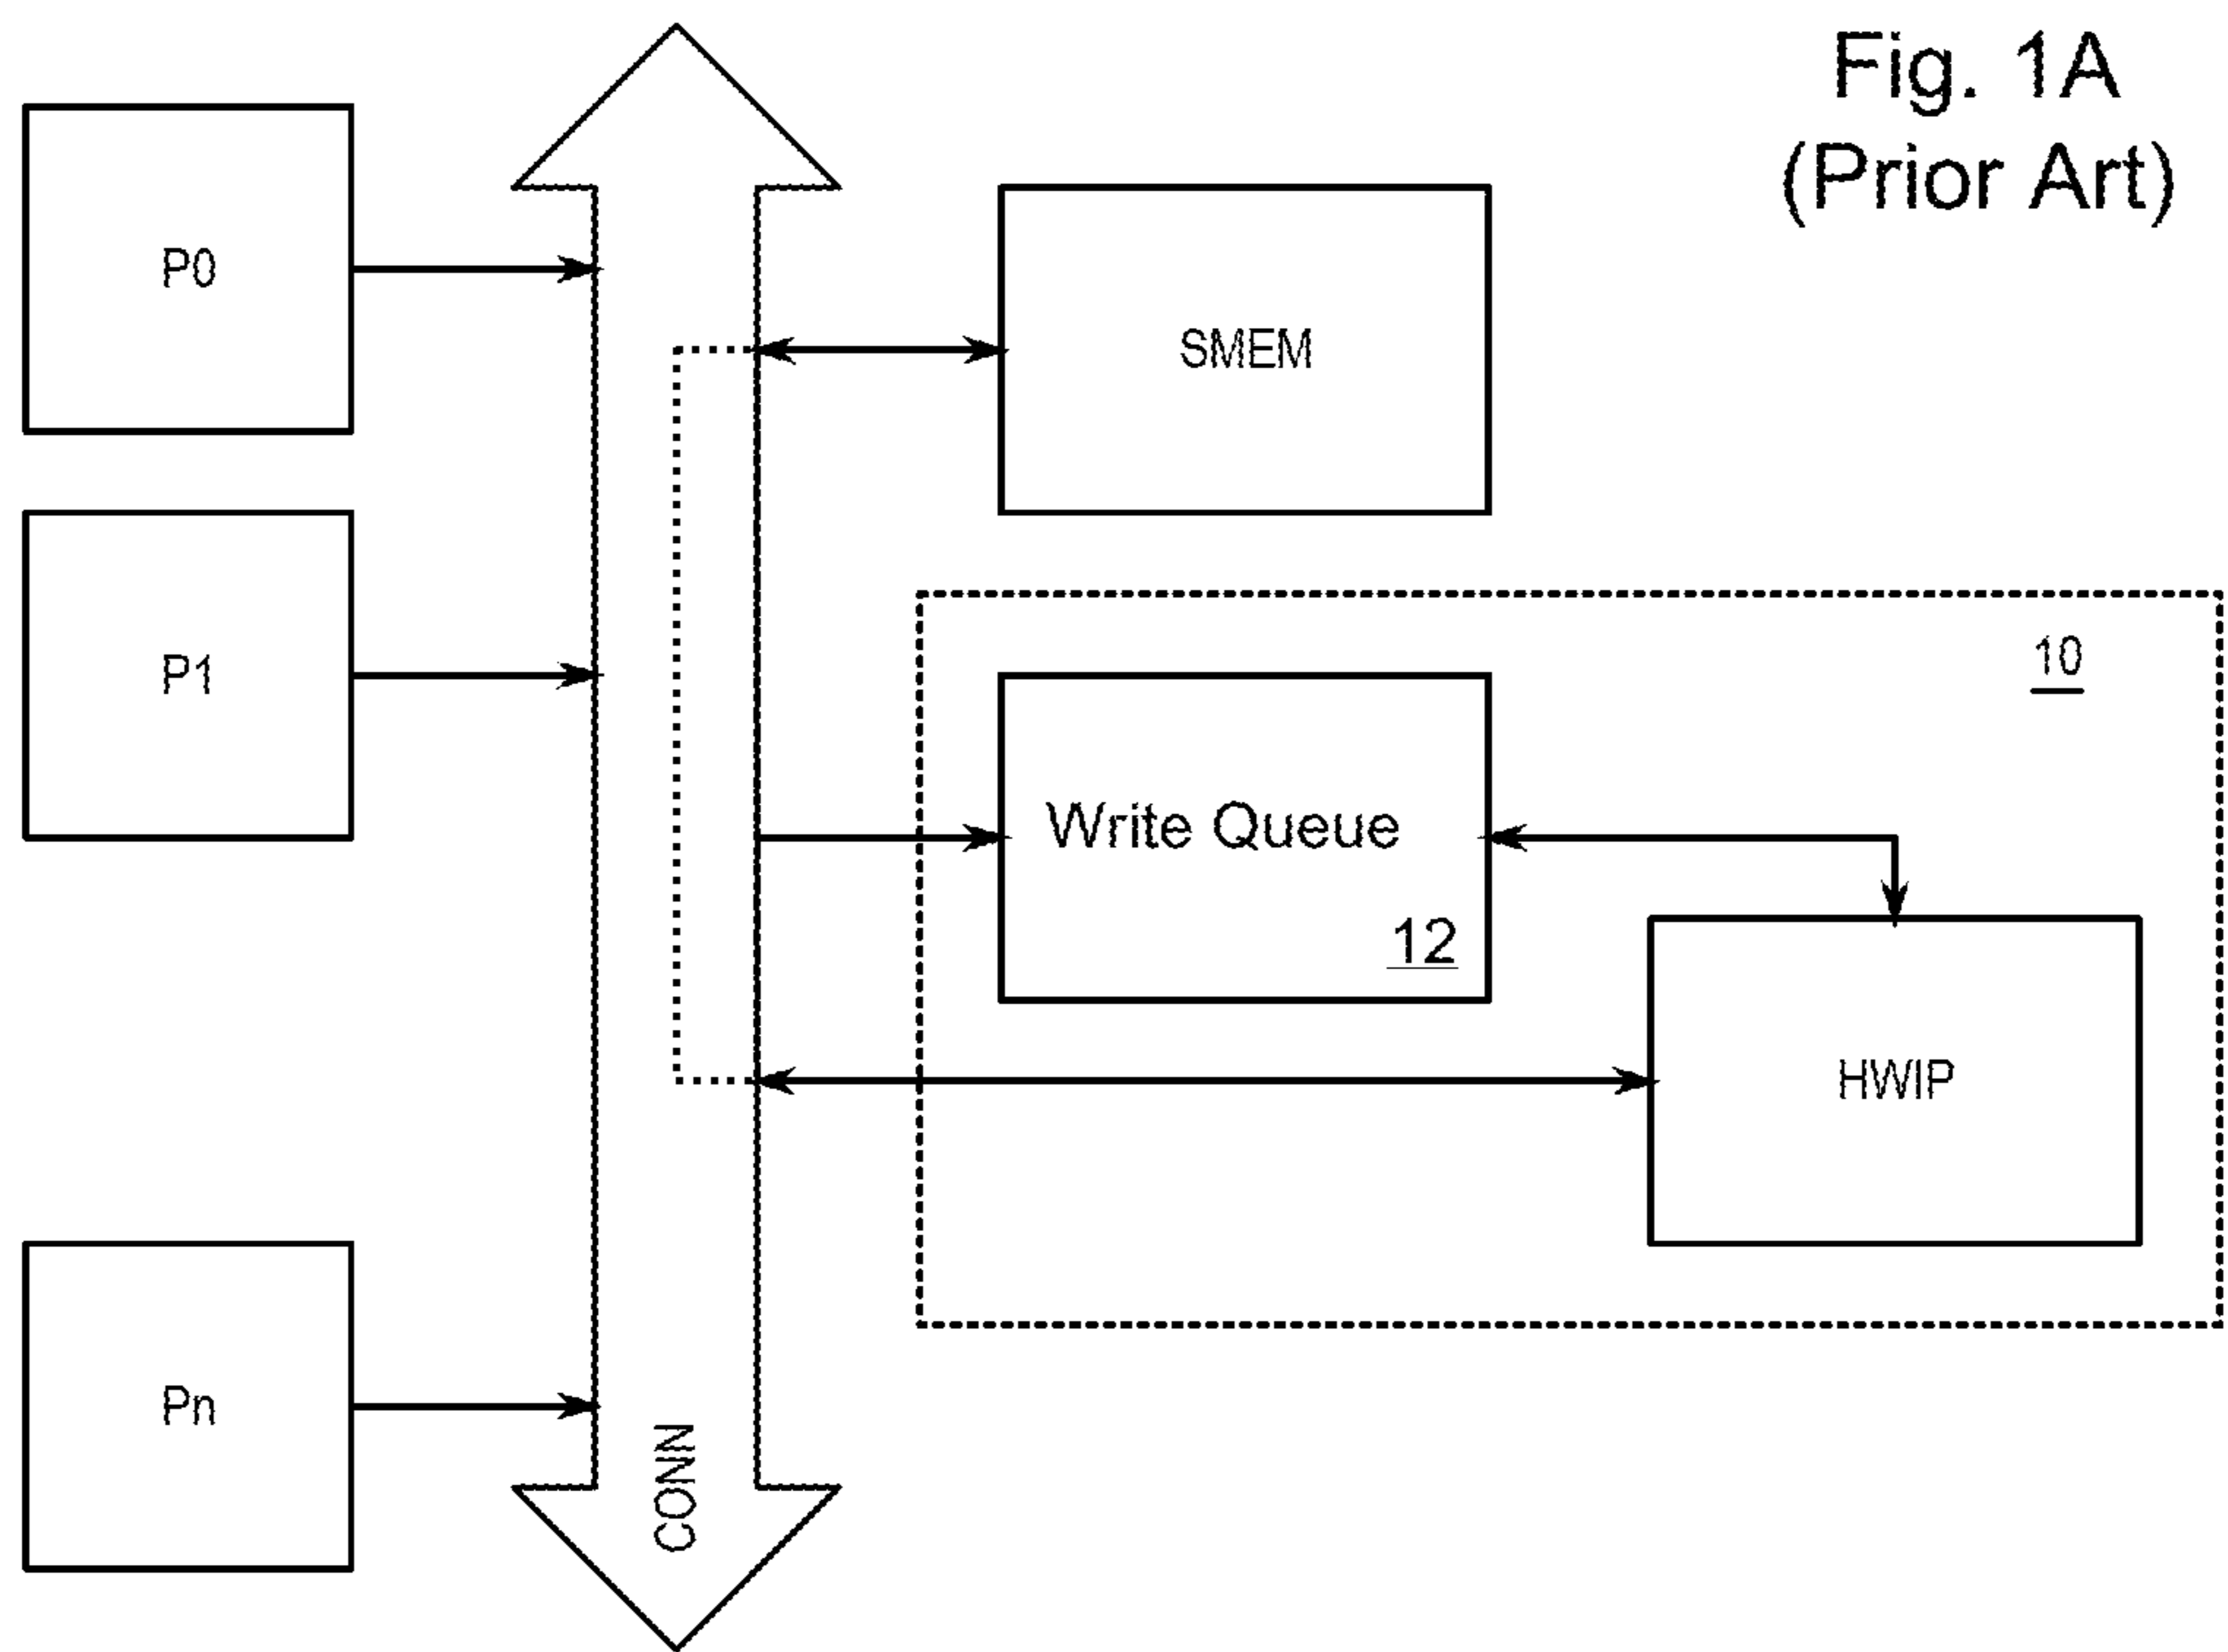 Fig. 1A
(Prior Art)
P0
SMEM
P1
10
Write Queue
12
HWIP
Pn
CONN